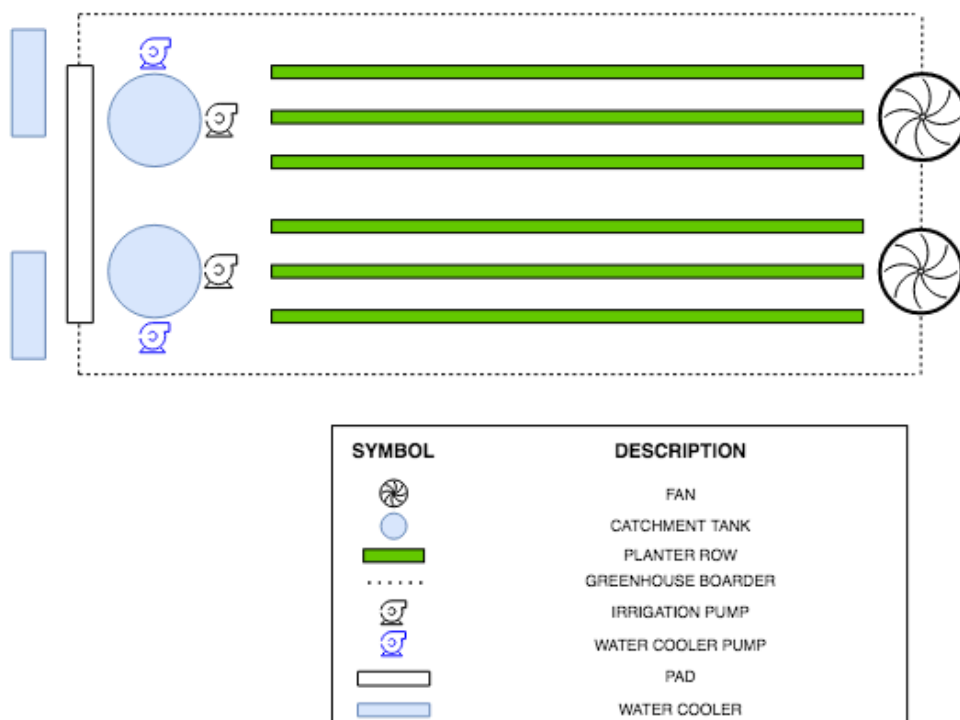 SYMBOL DESCRIPTION
FAN
CATCHMENT TANK
PLANTER ROW
GREENHOUSE BOARDER
IRRIGATION PUMP
WATER COOLER PUMP
PAD
WATER COOLER